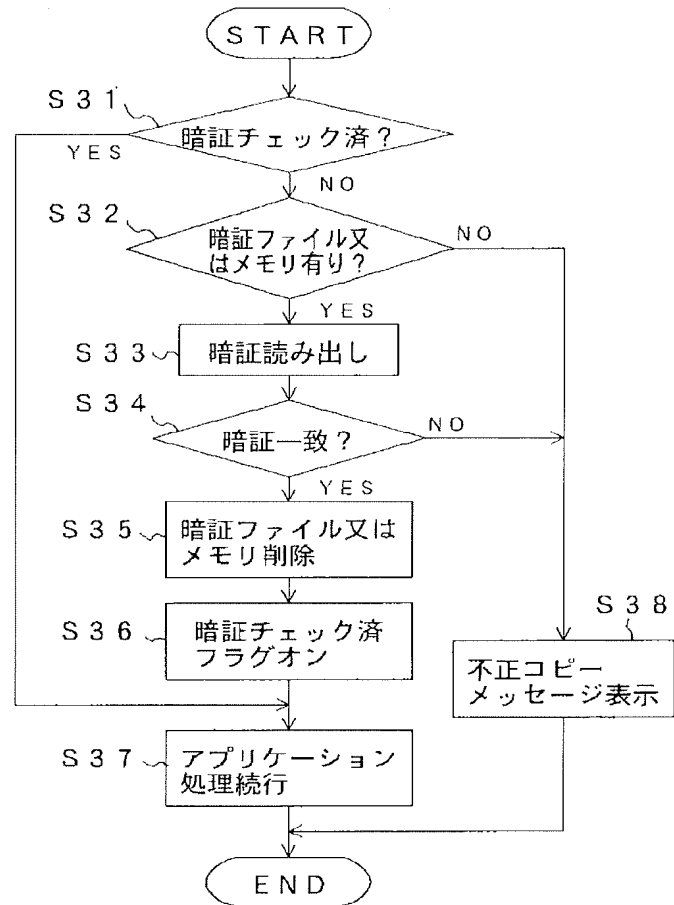 START
S31
暗証チェック済?
YES
NO
S32
暗証ファイル又
はメモリ有り?
NO
YES
S33
暗証読み出し
S34
暗証一致?
NO
YES
S35
暗証ファイル又は
メモリ削除
S36
暗証チェック済
フラグオン
S38
不正コピー
メッセージ表示
S37
アプリケーション
処理続行
END